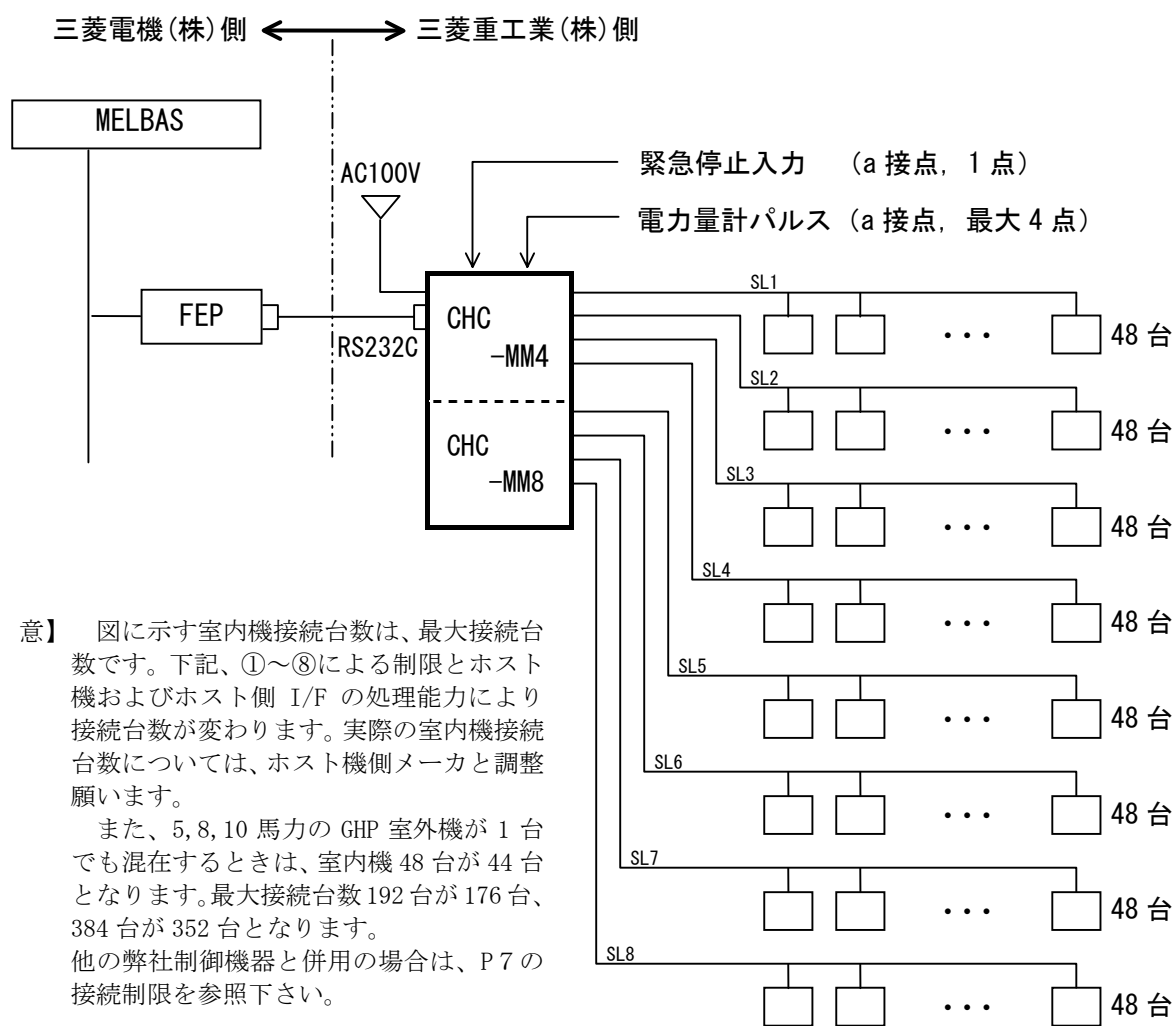 三菱電機(株)側 三菱重工業(株)側
MELBAS
AC100V
緊急停止入力 (a 接点, 1 点)
電力量計パルス (a 接点, 最大 4 点)
FEP
RS232C
CHC
-MM4
CHC
-MM8
SL1
・・・ 48 台
SL2
・・・ 48 台
SL3
・・・ 48 台
SL4
・・・ 48 台
SL5
・・・ 48 台
SL6
・・・ 48 台
SL7
・・・ 48 台
SL8
・・・ 48 台
意】 図に示す室内機接続台数は、最大接続台
数です。下記、①~⑧による制限とホスト
機およびホスト側 I/F の処理能力により
接続台数が変わります。実際の室内機接続
台数については、ホスト機側メーカと調整
願います。
また、5,8,10 馬力の GHP 室外機が 1 台
でも混在するときは、室内機 48 台が 44 台
となります。最大接続台数 192 台が 176 台、
384 台が 352 台となります。
他の弊社制御機器と併用の場合は、P7の
接続制限を参照下さい。